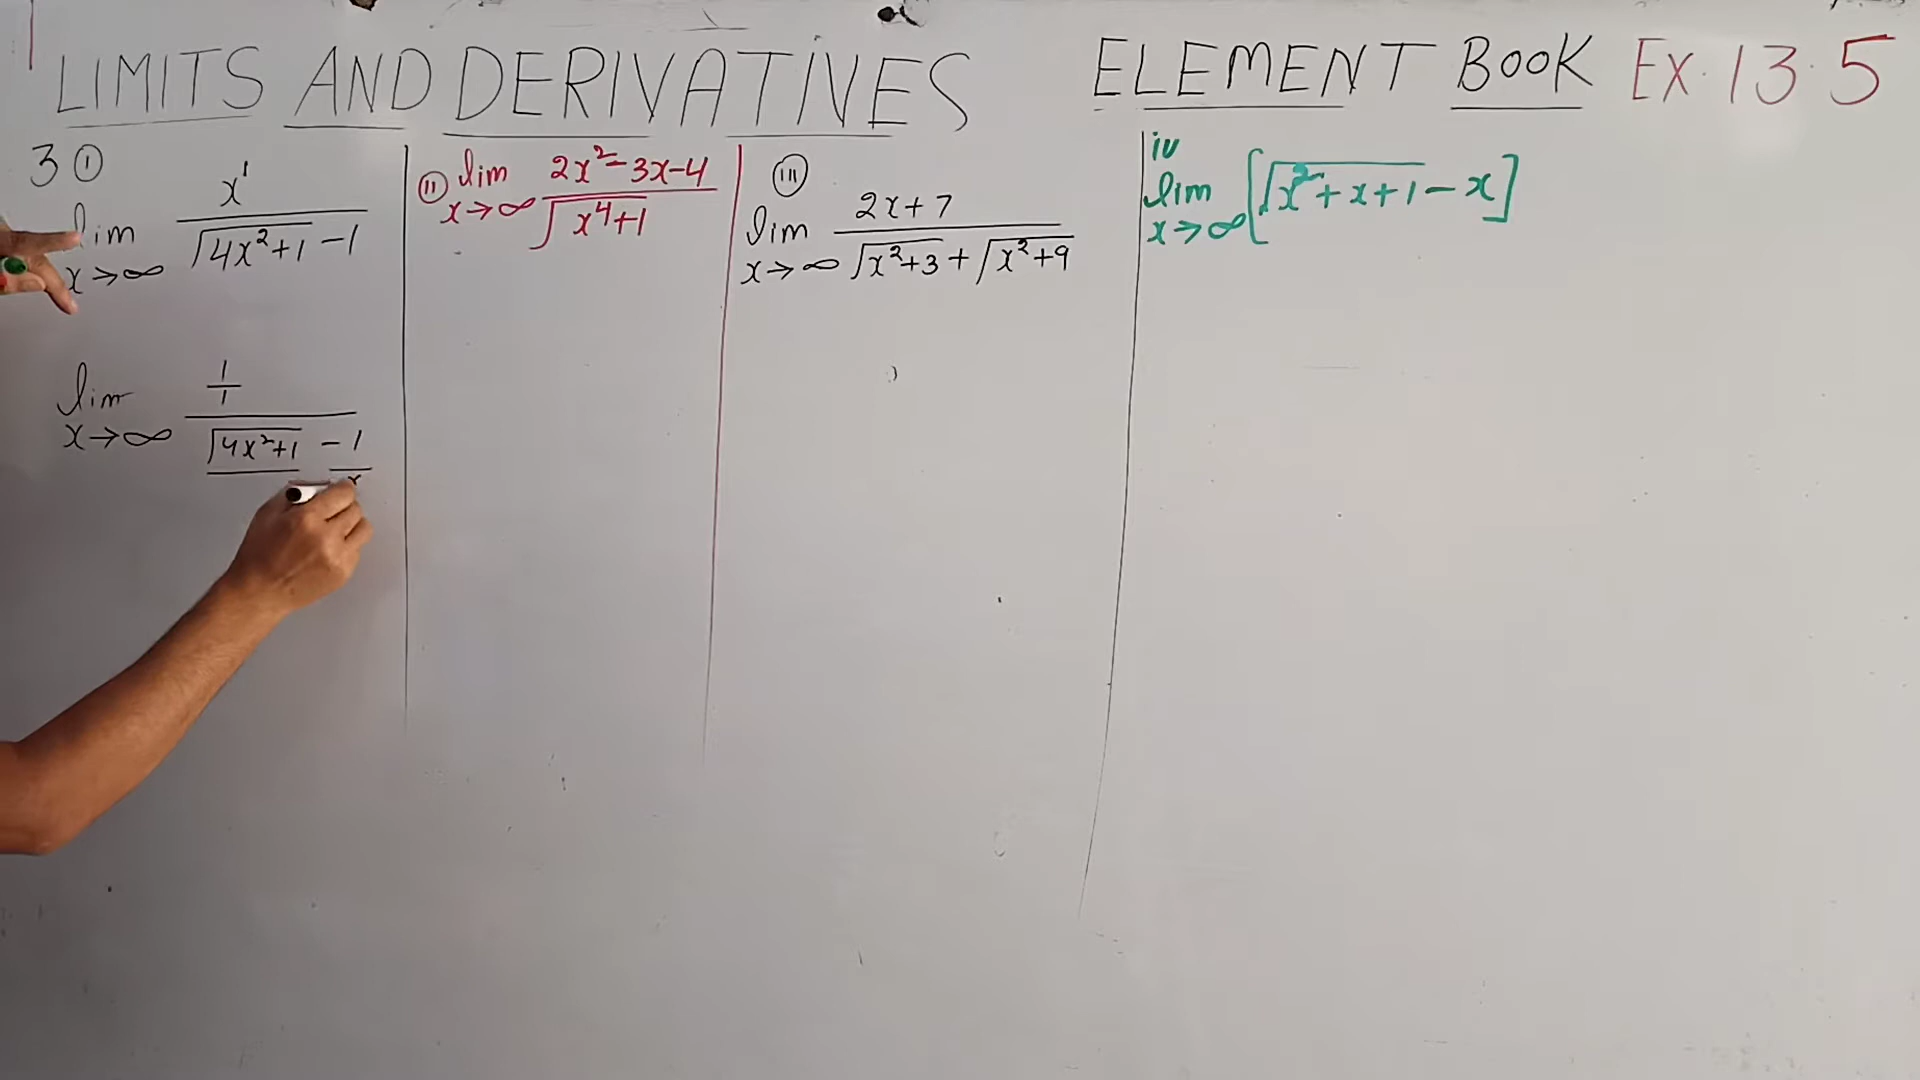 LIMITS AND DERIVATIVES ELEMENT BOOK EX. 13.5
3 (i)
lim x→∞ x¹ / (√(4x²+1) - 1)
lim x→∞ (1/1) / (√(4x²+1) - 1/x)
(ii) lim x→∞ (2x²-3x-4) / √(x⁴+1)
(iii)
lim x→∞ (2x+7) / (√(x²+3) + √(x²+9))
iv
lim x→∞ [√(x²+x+1) - x]